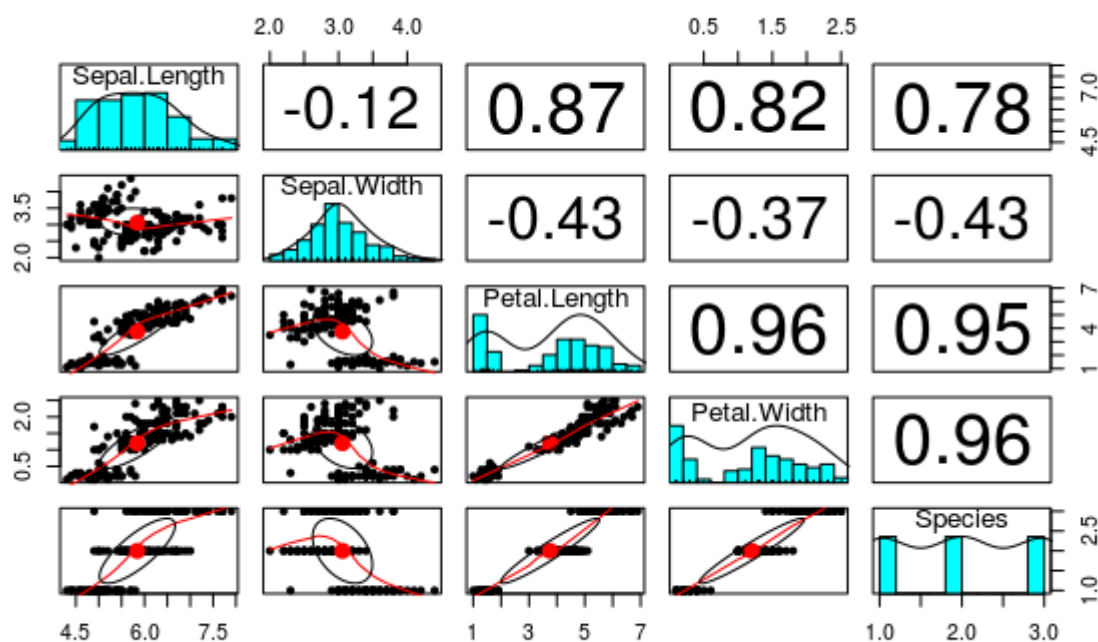 2.0 3.0 4.0 0.5 1.5 2.5
Sepal.Length -0.12 0.87 0.82 0.78 4.5 7.0
2.0 3.5 Sepal.Width -0.43 -0.37 -0.43
Petal.Length 0.96 0.95 1 4 7
0.5 2.0 Petal.Width 0.96
Species 1.0 2.5
4.5 6.0 7.5 1 3 5 7 1.0 2.0 3.0